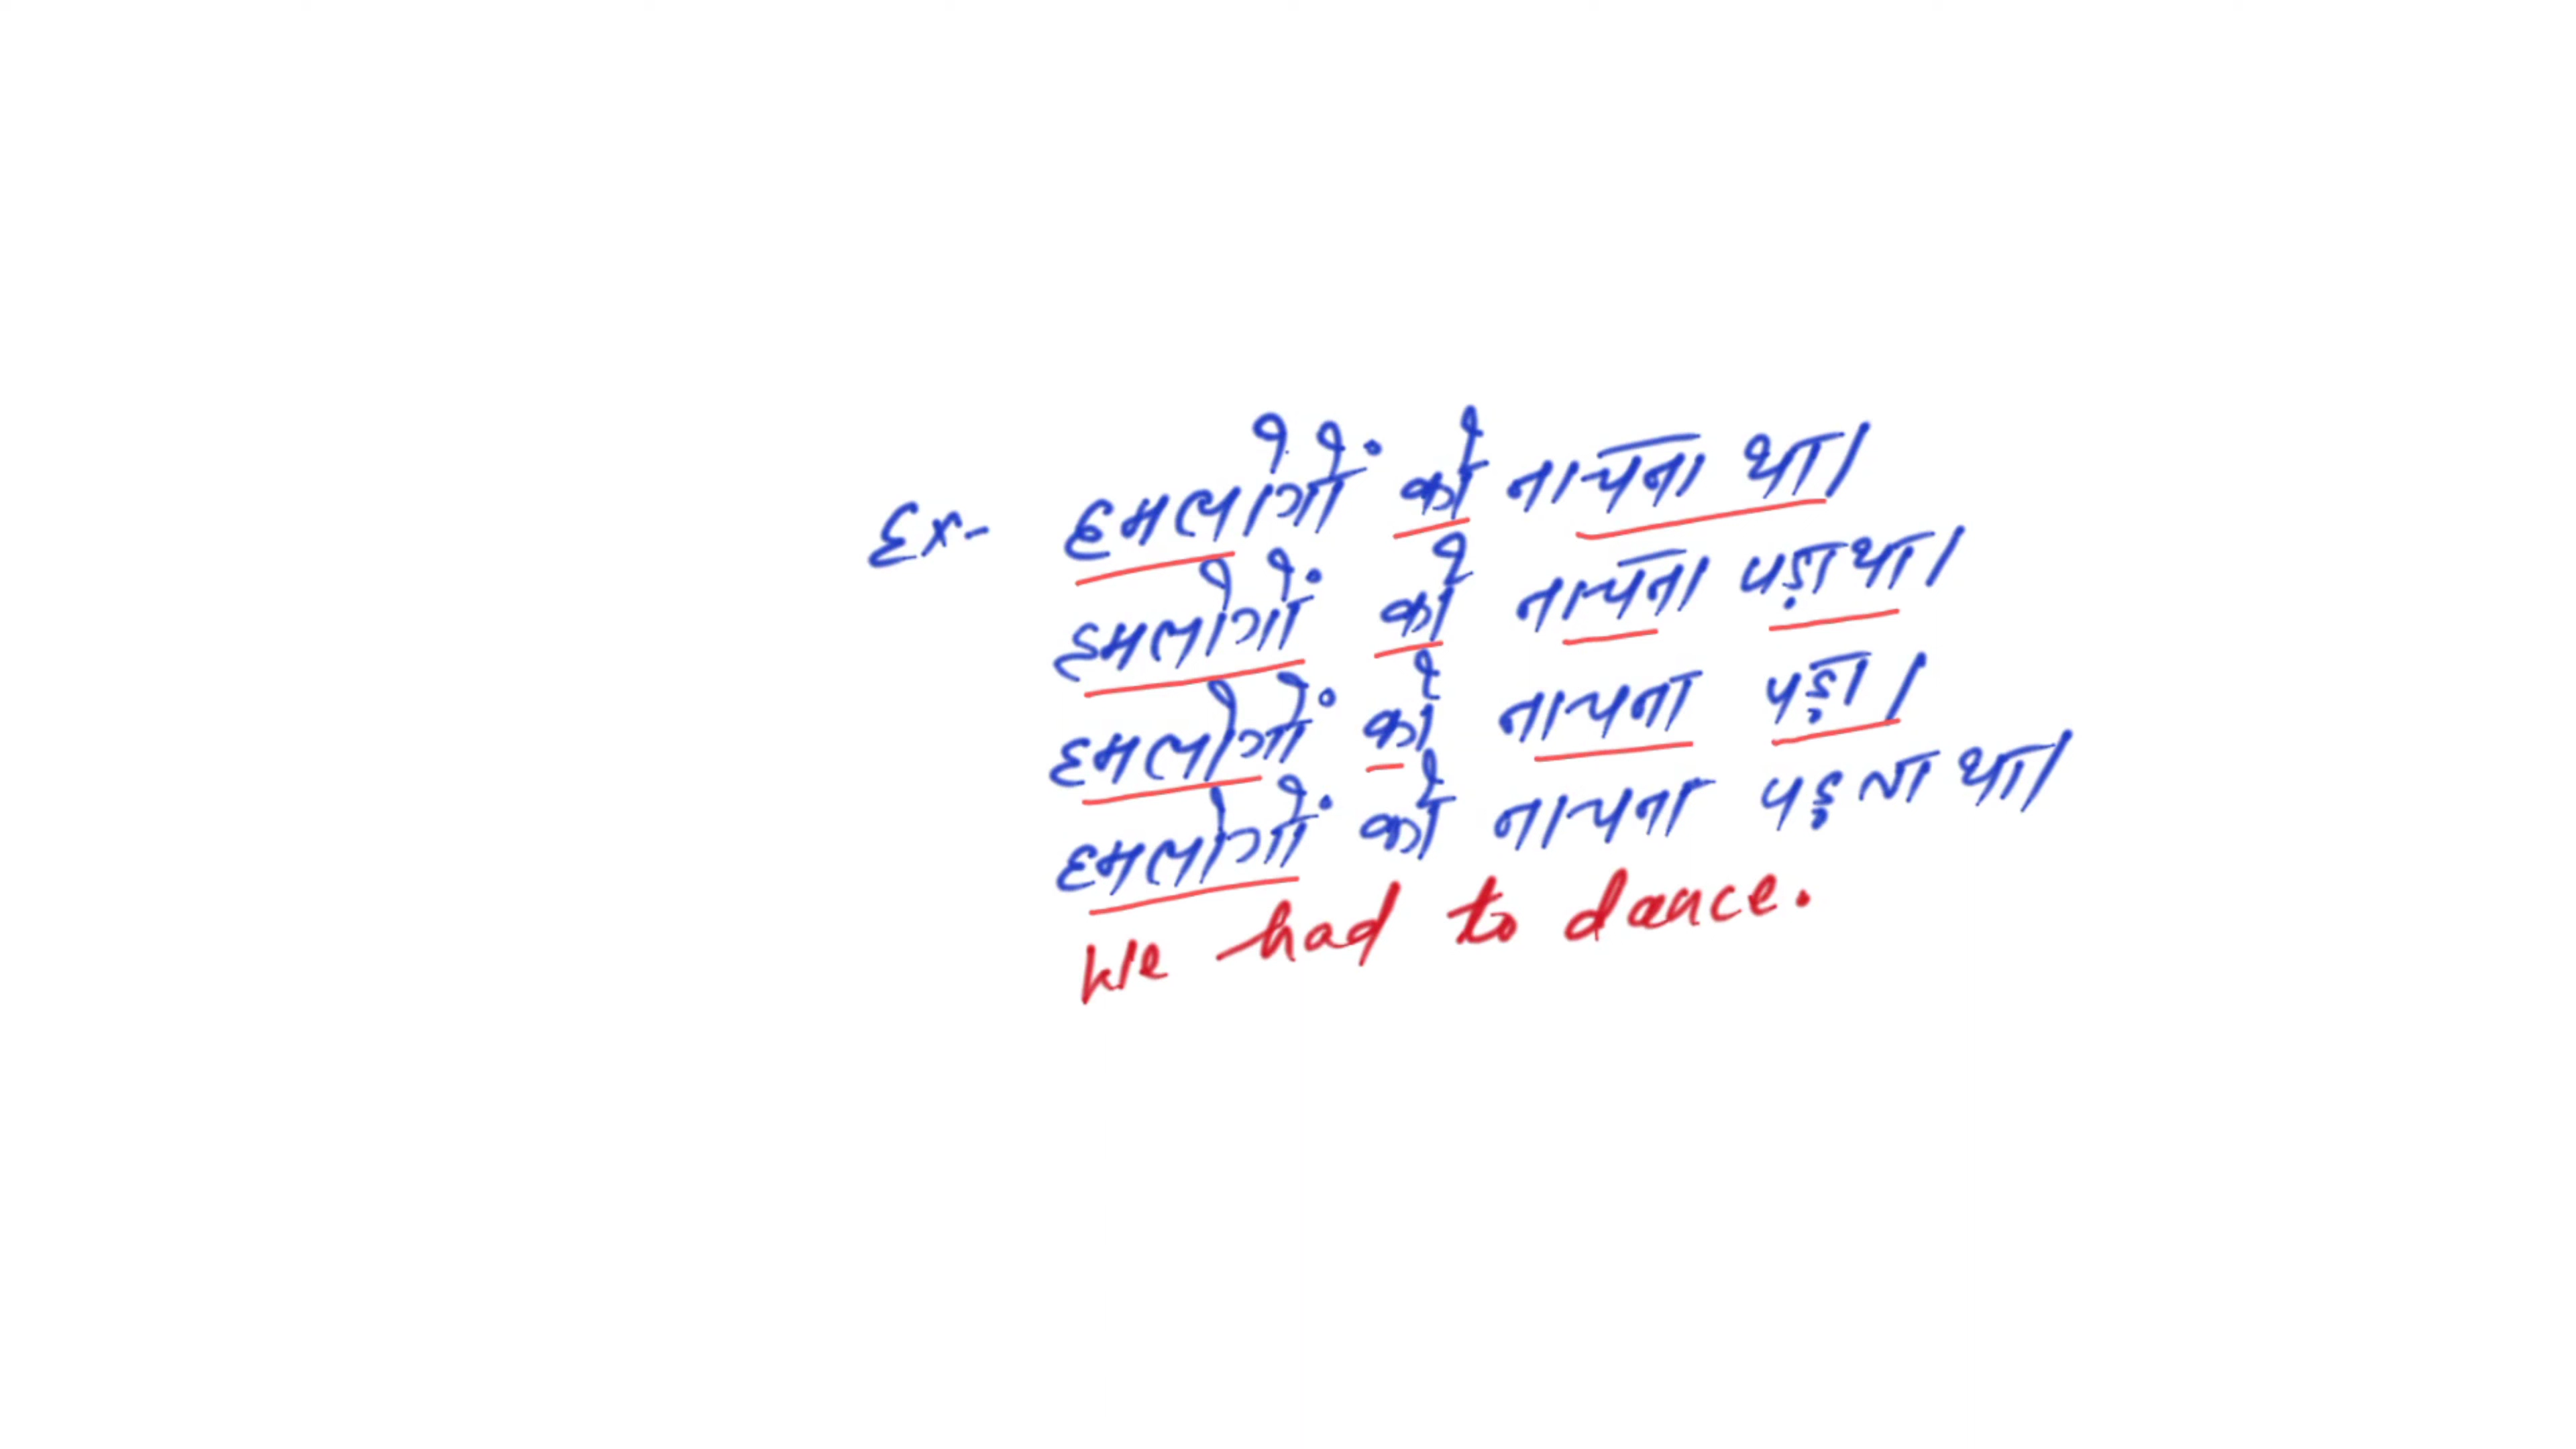 Ex- हमलोगों को नाचना था।
हमलोगों को नाचना पड़ा था।
हमलोगों को नाचना पड़ा।
हमलोगों को नाचना पड़ता था।
We had to dance.